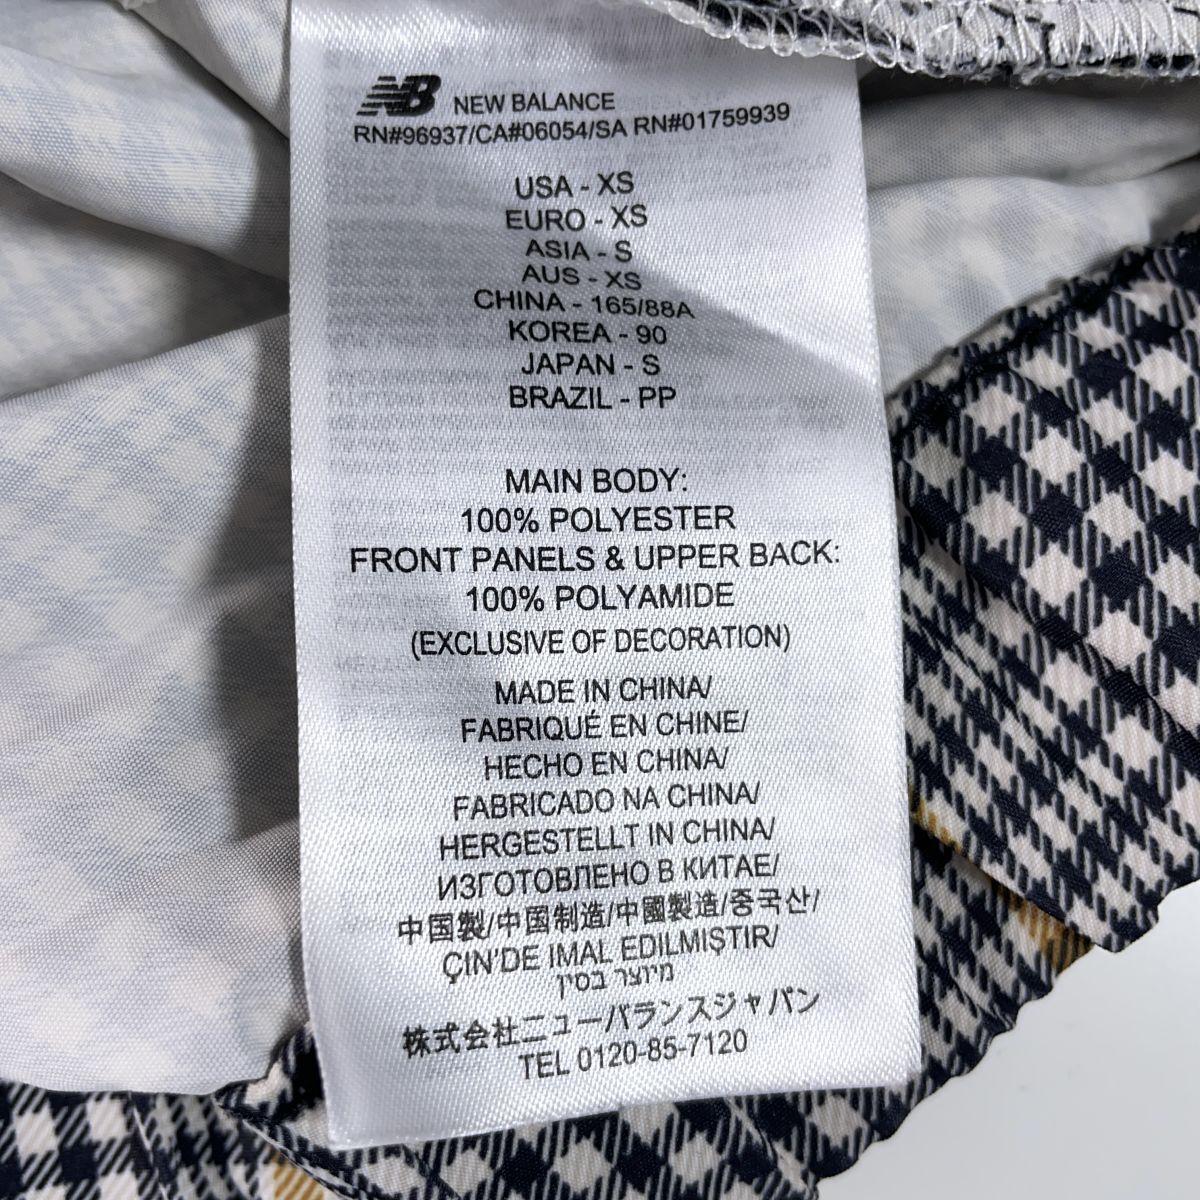 NB NEW BALANCE
RN#96937/CA#06054/SA RN#01759939
USA - XS
EURO - XS
ASIA - S
AUS - XS
CHINA - 165/88A
KOREA - 90
JAPAN - S
BRAZIL - PP
MAIN BODY:
100% POLYESTER
FRONT PANELS & UPPER BACK:
100% POLYAMIDE
(EXCLUSIVE OF DECORATION)
MADE IN CHINA/
FABRIQUÉ EN CHINE/
HECHO EN CHINA/
FABRICADO NA CHINA/
HERGESTELLT IN CHINA/
ИЗГОТОВЛЕНО В КИТАЕ/
中国製/中国制造/中國製造/중국산/
ÇIN'DE IMAL EDILMIŞTIR/
מיוצר בסין
株式会社ニューバランスジャパン
TEL 0120-85-7120